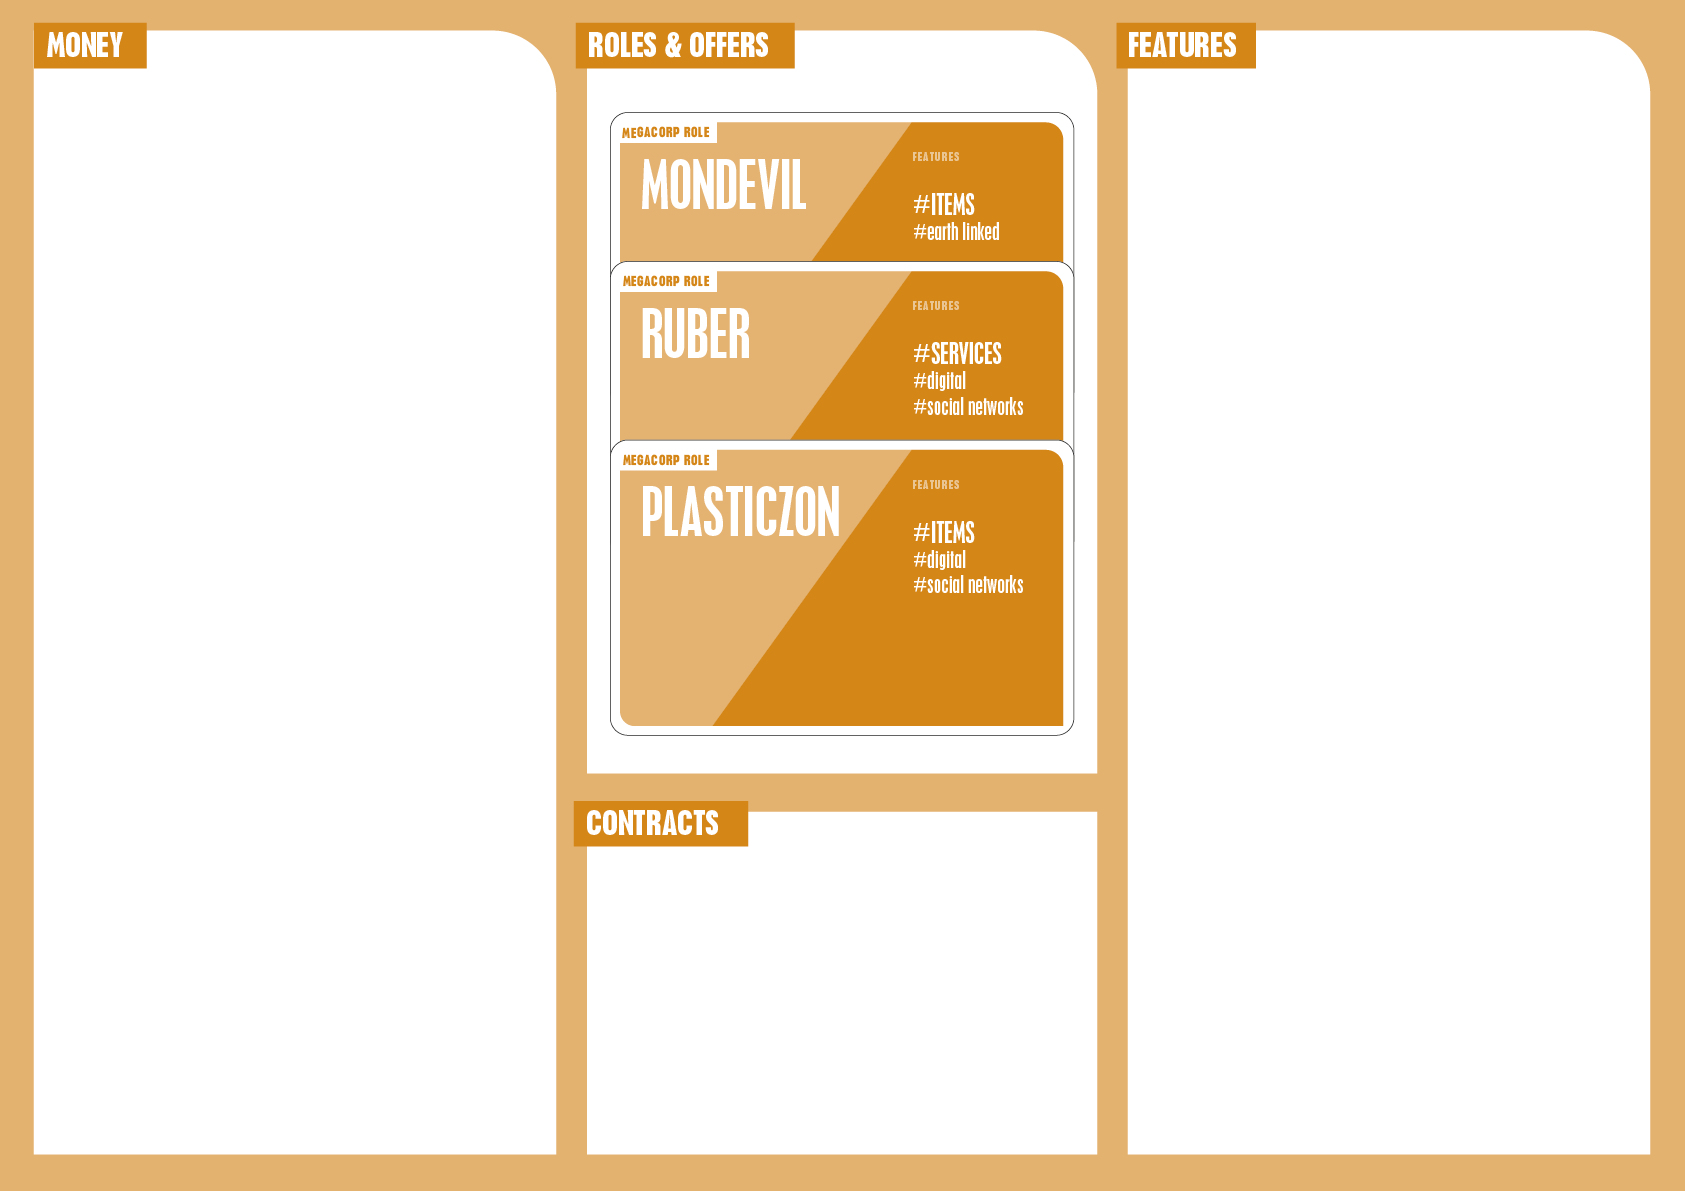 MONEY
ROLES & OFFERS
MEGACORP ROLE
MONDEVIL
FEATURES
#ITEMS
#earth linked
MEGACORP ROLE
RUBER
FEATURES
#SERVICES
#digital
#social networks
MEGACORP ROLE
PLASTICZON
FEATURES
#ITEMS
#digital
#social networks
CONTRACTS
FEATURES